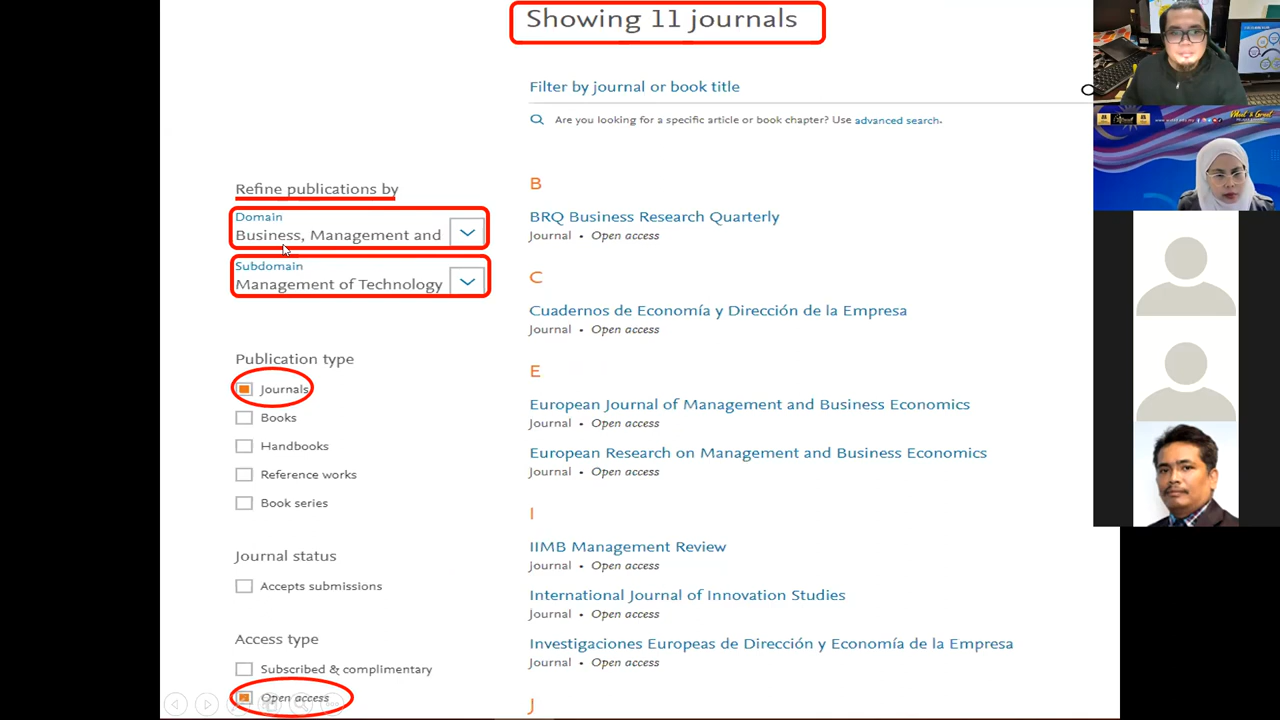 Showing 11 journals
Filter by journal or book title
Are you looking for a specific article or book chapter? Use advanced search.
Refine publications by
Domain
Business, Management and
Subdomain
Management of Technology
Publication type
Journals
Books
Handbooks
Reference works
Book series
Journal status
Accepts submissions
Access type
Subscribed & complimentary
Open access
B
BRQ Business Research Quarterly
Journal • Open access
C
Cuadernos de Economía y Dirección de la Empresa
Journal • Open access
E
European Journal of Management and Business Economics
Journal • Open access
European Research on Management and Business Economics
Journal • Open access
I
IIMB Management Review
Journal • Open access
International Journal of Innovation Studies
Journal • Open access
Investigaciones Europeas de Dirección y Economía de la Empresa
Journal • Open access
J